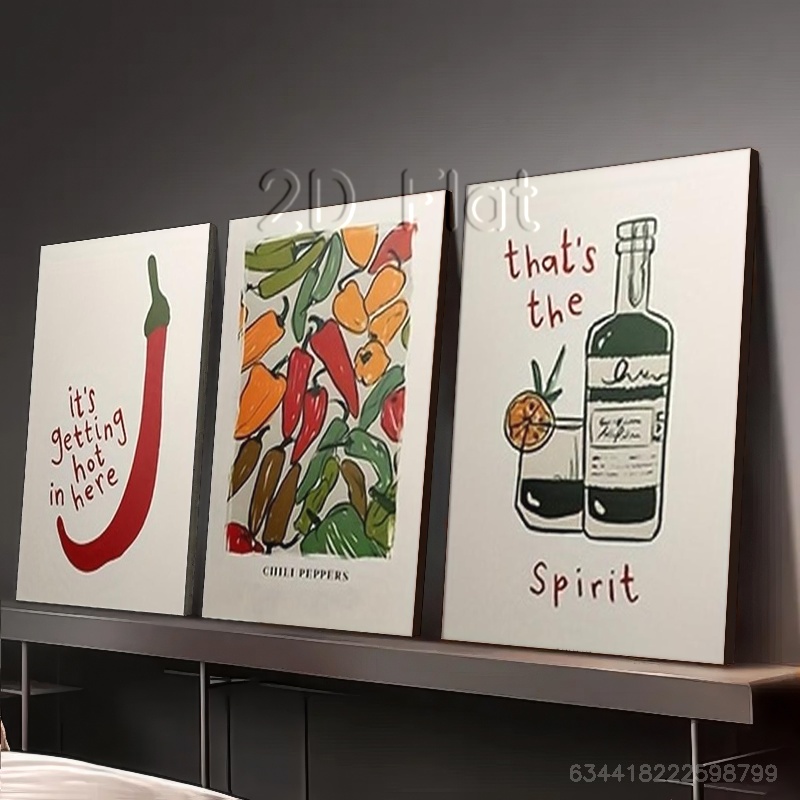 2D Flat
it's
getting
hot
in here
CHILI PEPPERS
that's
the
Spirit
634418222598799